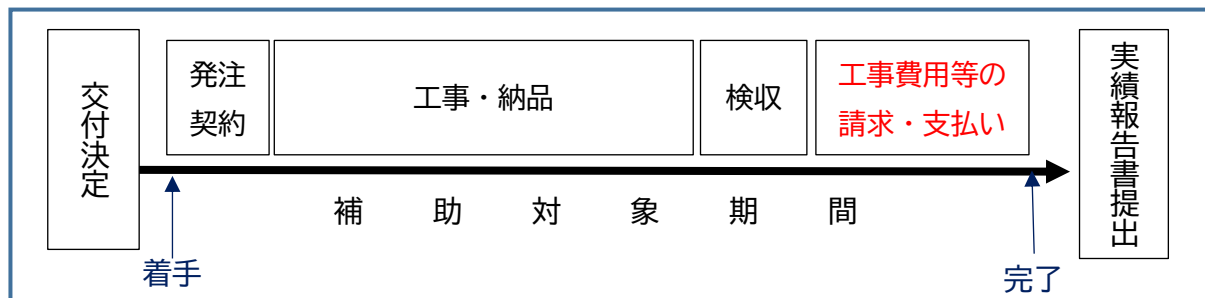 交付決定
発注
契約
工事・納品
検収
工事費用等の
請求・支払い
実績報告書提出
補助対象期間
着手
完了